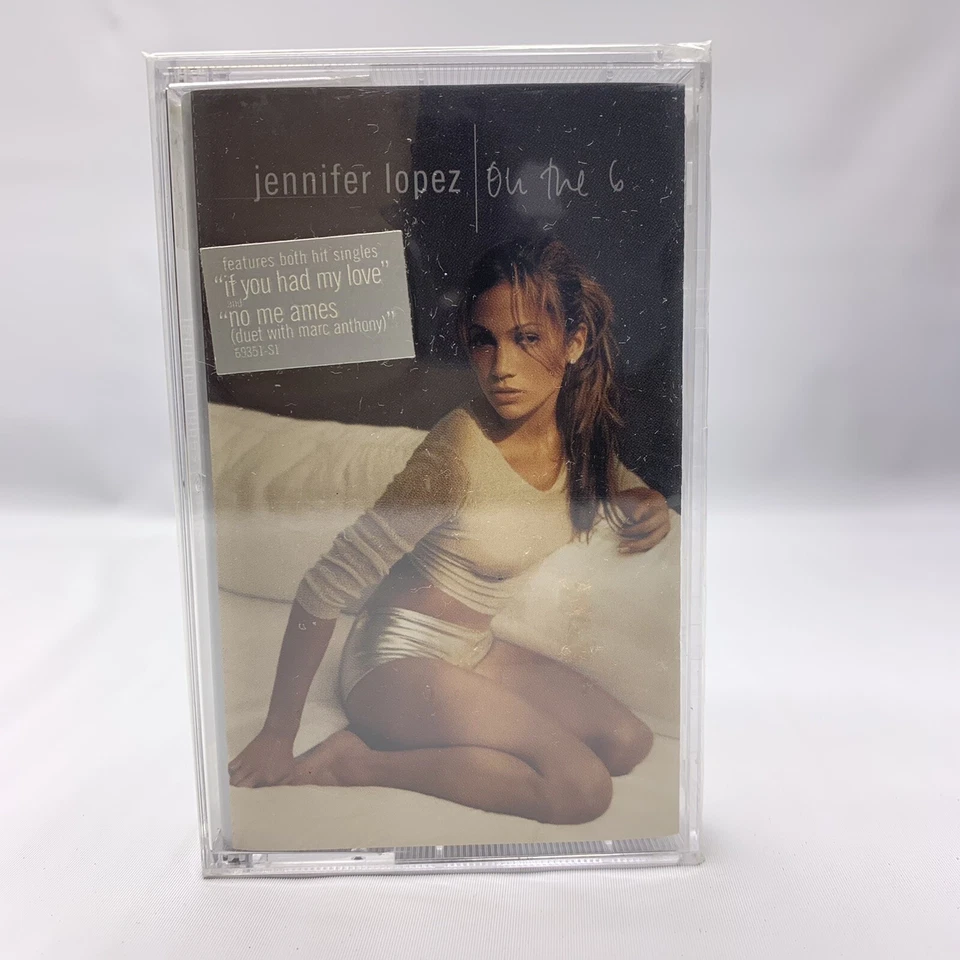 jennifer lopez on the 6
features both hit singles
"if you had my love"
and
"no me ames
(duet with marc anthony)"
69351-S1